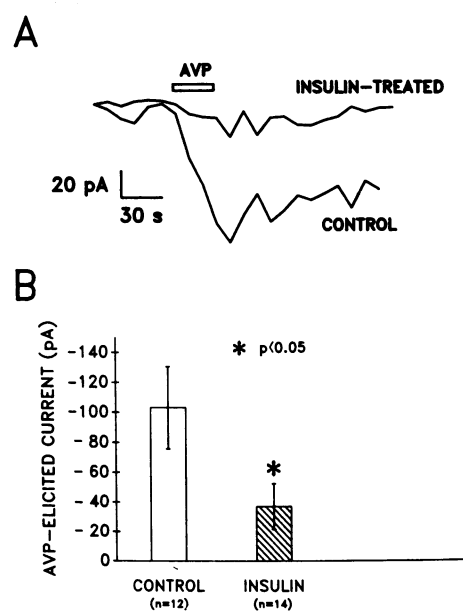 A
AVP
INSULIN-TREATED
20 pA
30 s
CONTROL
B
AVP-ELICITED CURRENT (pA)
-140
-120
-100
-80
-60
-40
-20
0
* p<0.05
*
CONTROL
(n=12)
INSULIN
(n=14)